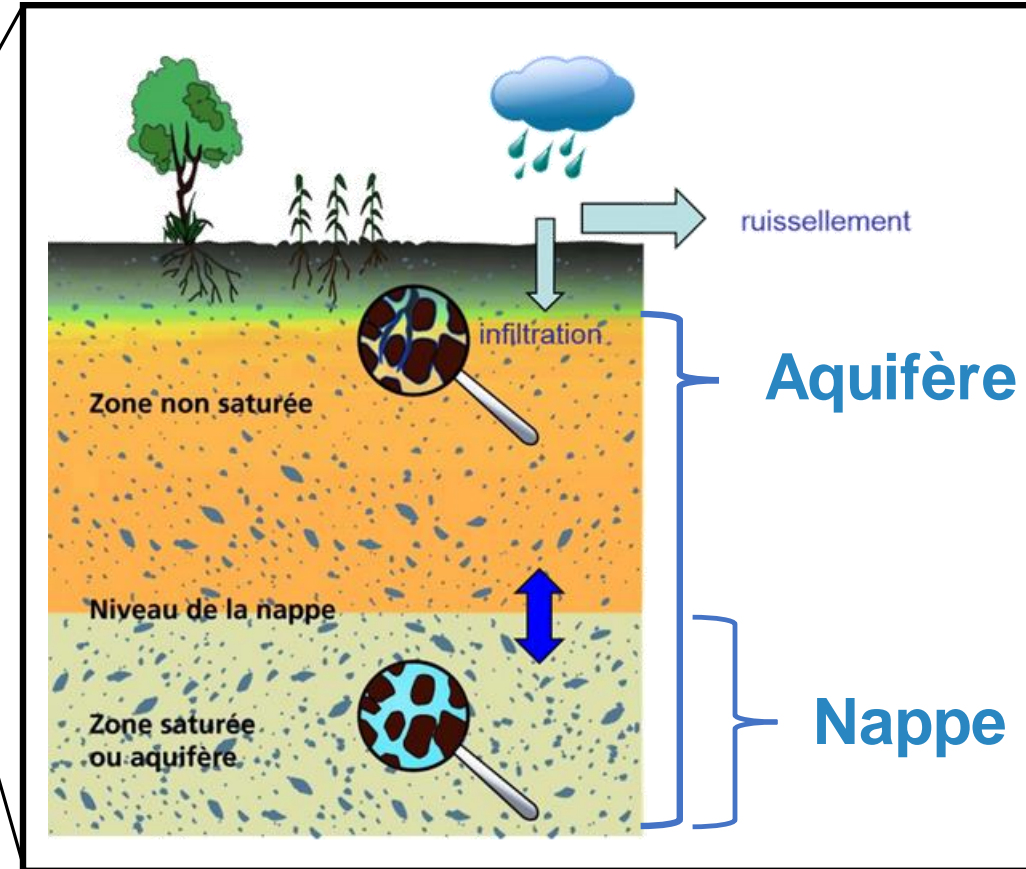 ruissellement
infiltration
Aquifère
Zone non saturée
Niveau de la nappe
Nappe
Zone saturée
ou aquifère